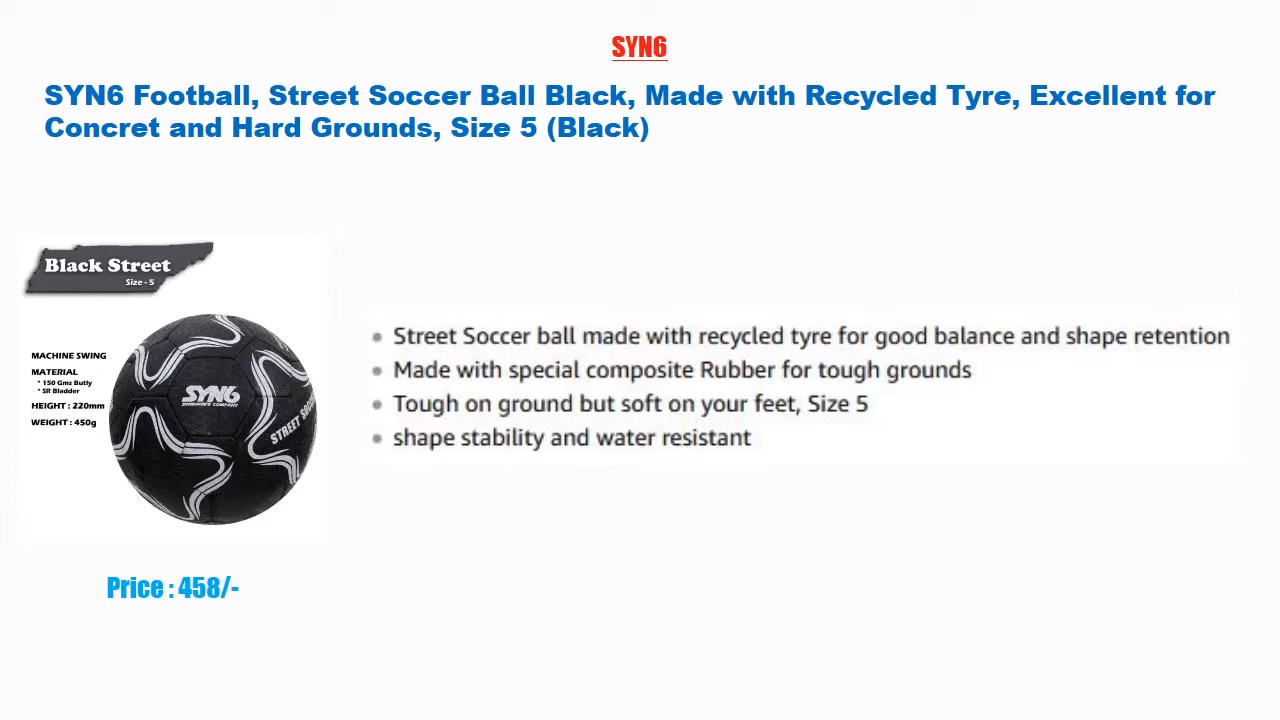 SYN6
SYN6 Football, Street Soccer Ball Black, Made with Recycled Tyre, Excellent for
Concret and Hard Grounds, Size 5 (Black)
Black Street
Size - 5
MACHINE SWING
MATERIAL
* 150 Gms Butly
* SR Bladder
HEIGHT : 220mm
WEIGHT : 450g
SYN6
STREET SOCCER
• Street Soccer ball made with recycled tyre for good balance and shape retention
• Made with special composite Rubber for tough grounds
• Tough on ground but soft on your feet, Size 5
• shape stability and water resistant
Price : 458/-